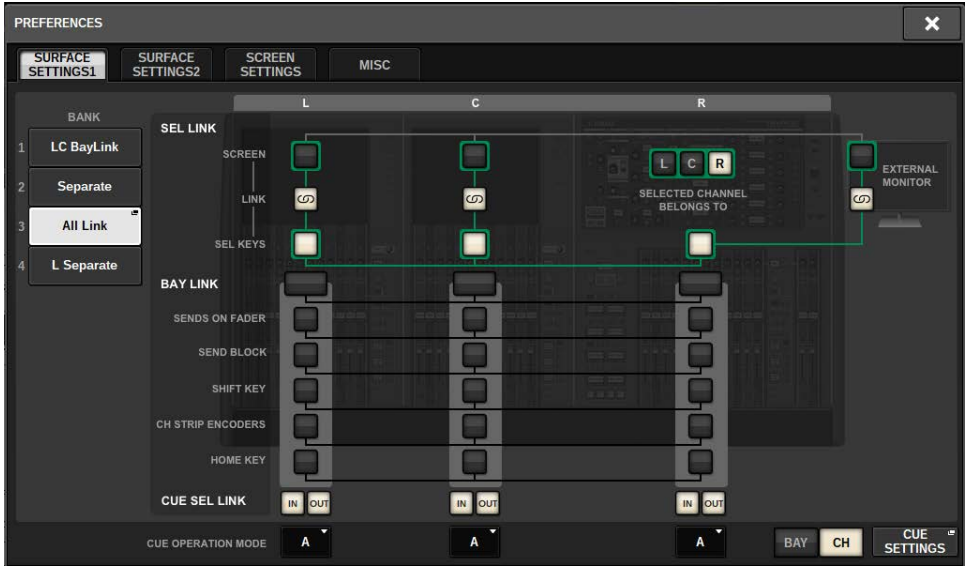 PREFERENCES
SURFACE
SETTINGS1
SURFACE
SETTINGS2
SCREEN
SETTINGS
MISC
L
C
R
BANK
1 LC BayLink
2 Separate
3 All Link
4 L Separate
SEL LINK
SCREEN
LINK
SEL KEYS
L C R
SELECTED CHANNEL
BELONGS TO
EXTERNAL
MONITOR
BAY LINK
SENDS ON FADER
SEND BLOCK
SHIFT KEY
CH STRIP ENCODERS
HOME KEY
CUE SEL LINK
IN OUT
IN OUT
IN OUT
CUE OPERATION MODE
A
A
A
BAY CH
CUE
SETTINGS